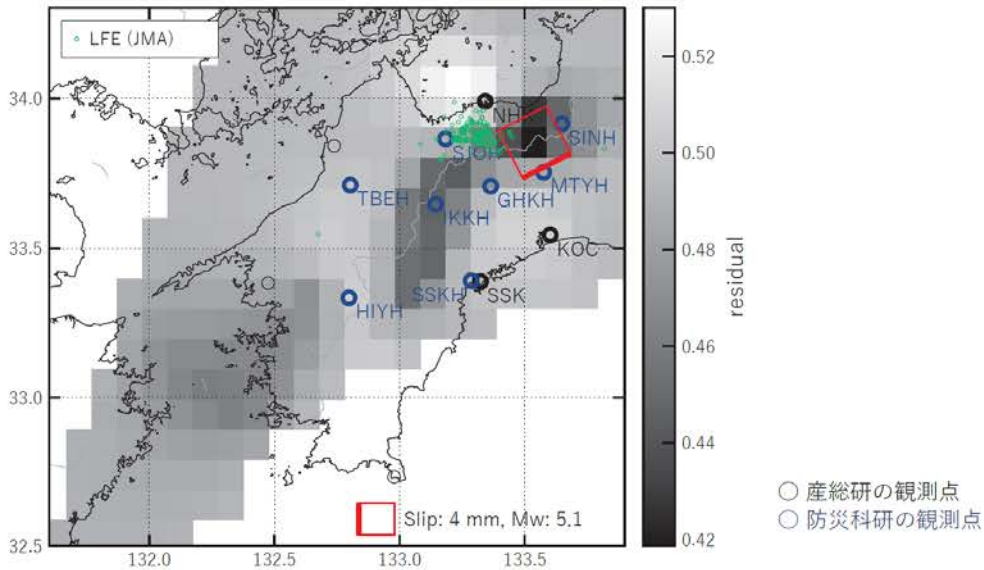 LFE (JMA)
34.0
33.5
33.0
32.5
132.0
132.5
133.0
133.5
NHI
SJOH
SINH
TBEH
KKH
GHKH
MTYH
KOC
SSKH
SSK
HIYH
Slip: 4 mm, Mw: 5.1
0.52
0.50
0.48
0.46
0.44
0.42
residual
産総研の観測点
防災科研の観測点